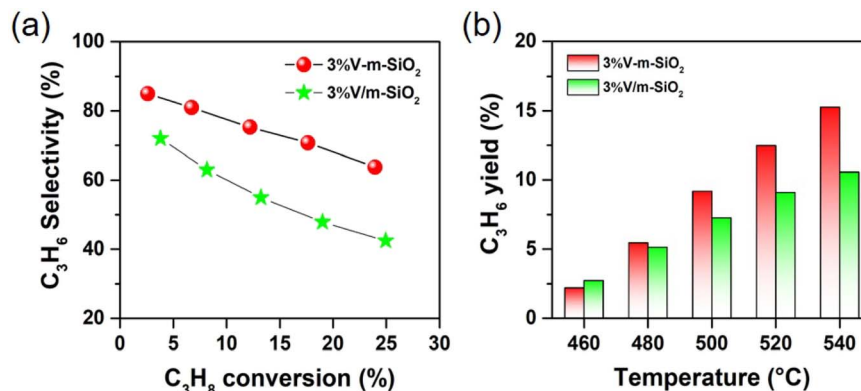 (a)
100
80
60
40
20
C₃H₆ Selectivity (%)
3%V-m-SiO₂
3%V/m-SiO₂
0 5 10 15 20 25 30
C₃H₈ conversion (%)
(b)
20
15
10
5
0
C₃H₆ yield (%)
3%V-m-SiO₂
3%V/m-SiO₂
460 480 500 520 540
Temperature (°C)